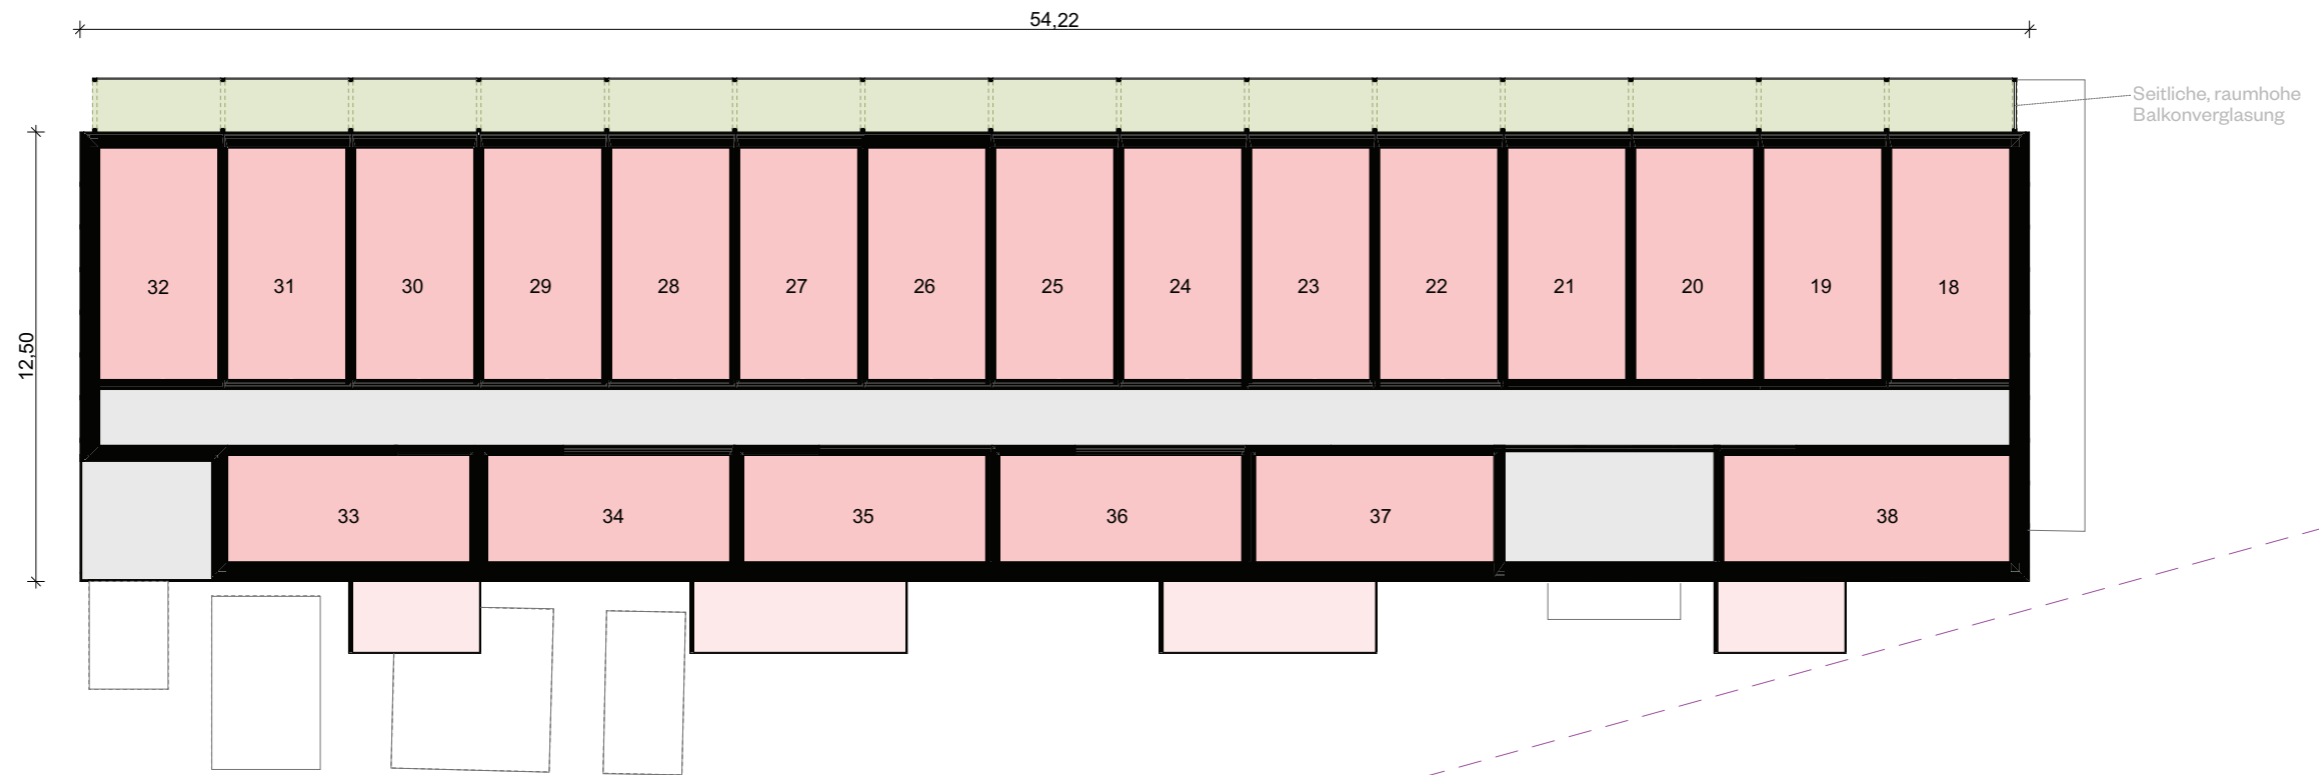 54,22
Seitliche, raumhohe
Balkonverglasung
12,50
32 31 30 29 28 27 26 25 24 23 22 21 20 19 18
33 34 35 36 37 38